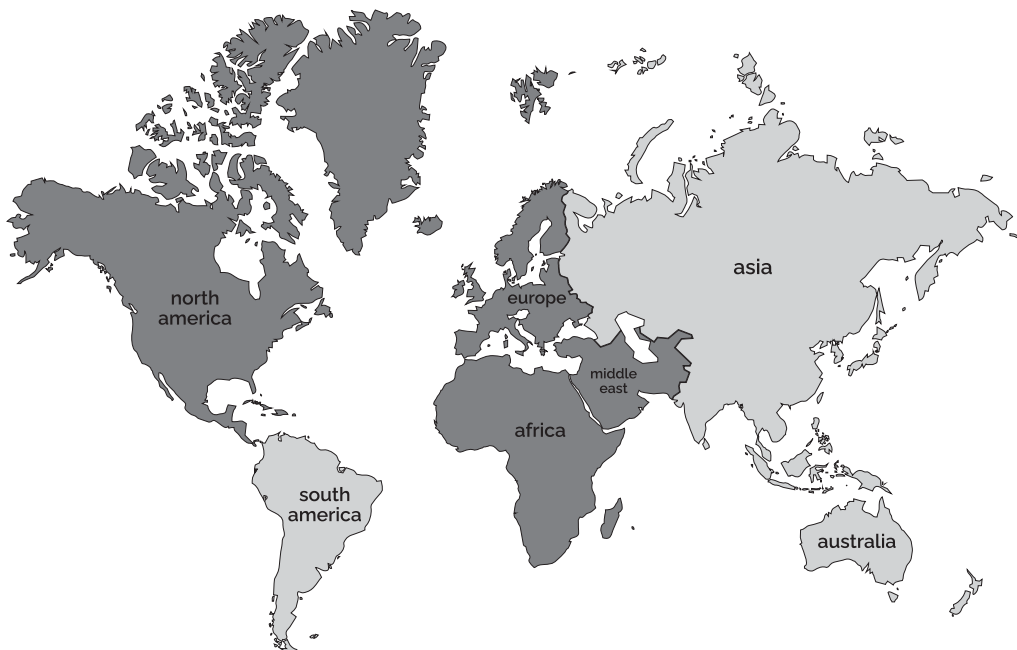 asia
north
america
europe
middle
east
africa
south
america
australia